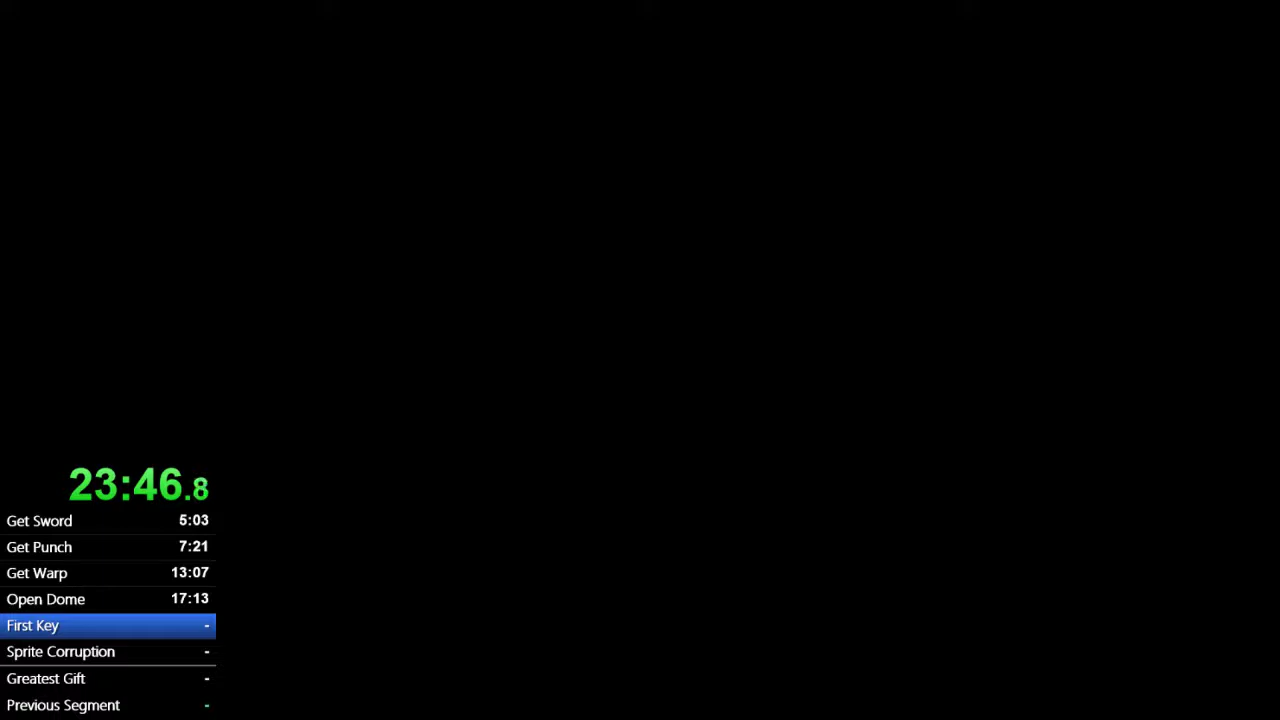 23:46.8
Get Sword 5:03
Get Punch 7:21
Get Warp 13:07
Open Dome 17:13
First Key -
Sprite Corruption -
Greatest Gift -
Previous Segment -